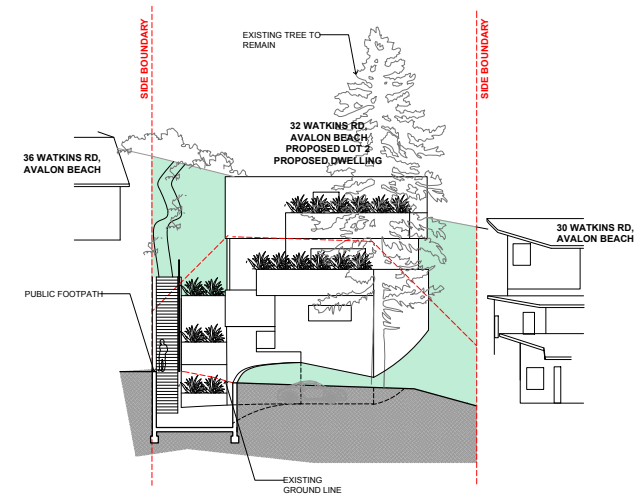 SIDE BOUNDARY
SIDE BOUNDARY
EXISTING TREE TO
REMAIN
32 WATKINS RD,
AVALON BEACH
PROPOSED LOT 2
PROPOSED DWELLING
36 WATKINS RD,
AVALON BEACH
30 WATKINS RD,
AVALON BEACH
PUBLIC FOOTPATH
EXISTING
GROUND LINE